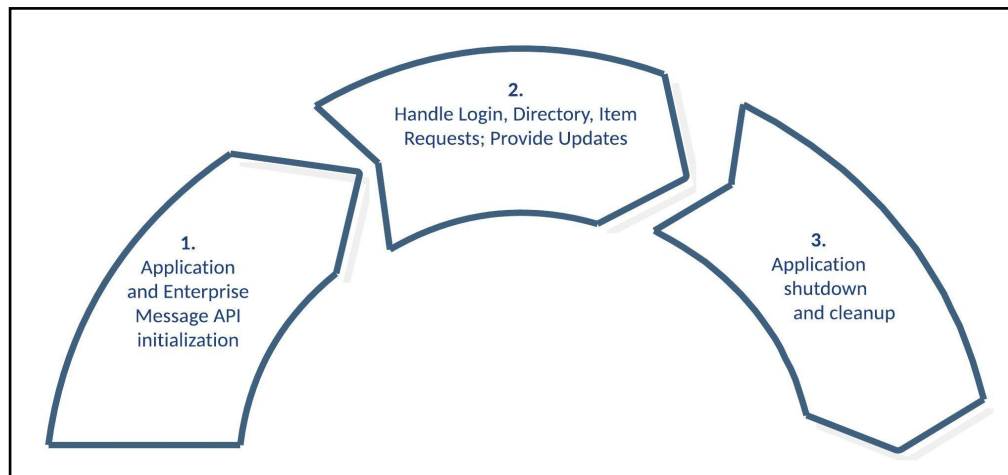 1.
Application
and Enterprise
Message API
initialization
2.
Handle Login, Directory, Item
Requests; Provide Updates
3.
Application
shutdown
and cleanup